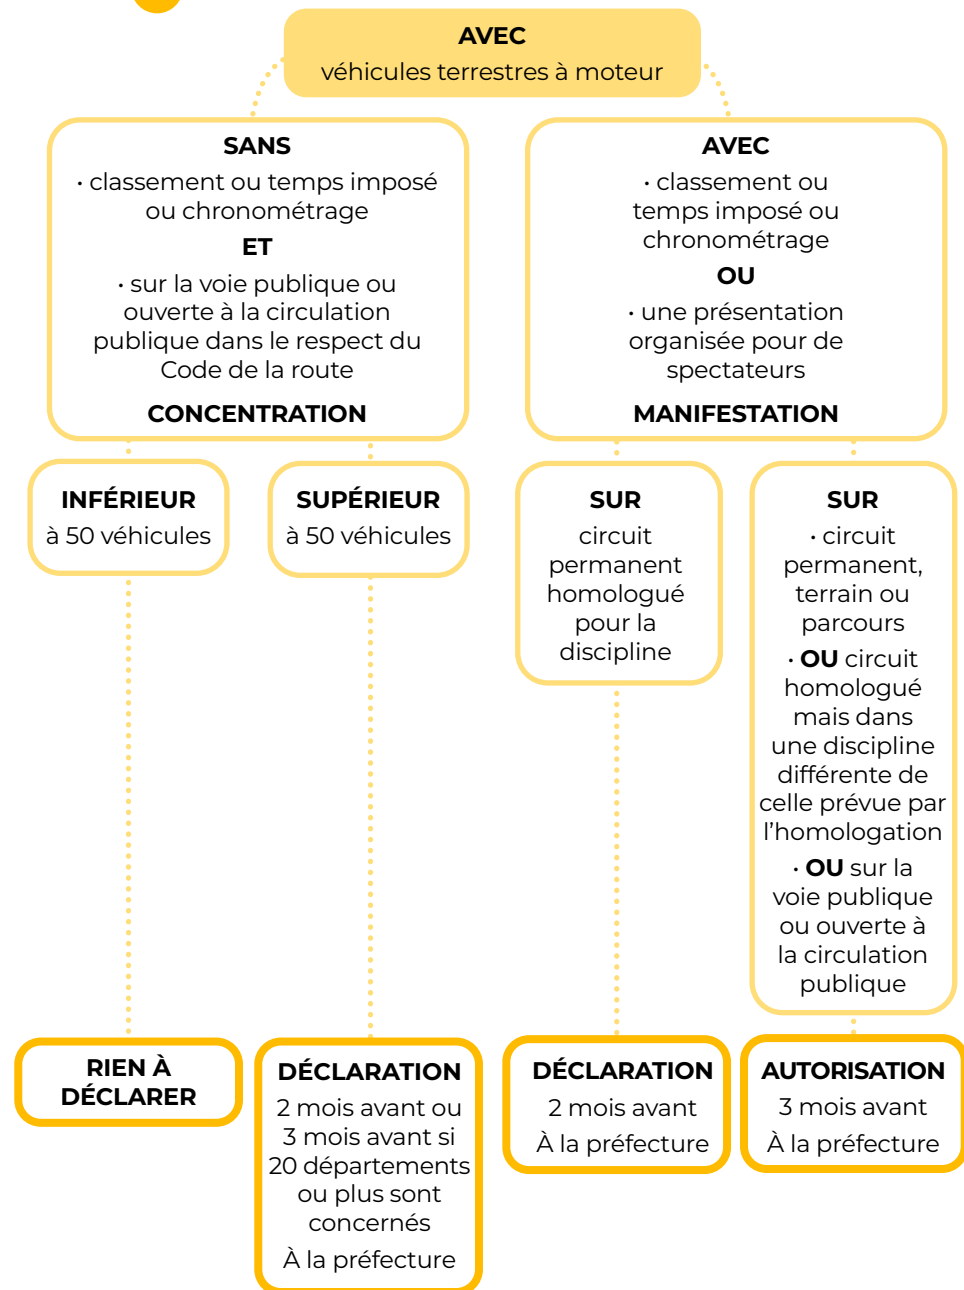 AVEC
véhicules terrestres à moteur
SANS
· classement ou temps imposé
ou chronométrage
ET
· sur la voie publique ou
ouverte à la circulation
publique dans le respect du
Code de la route
CONCENTRATION
AVEC
· classement ou
temps imposé ou
chronométrage
OU
· une présentation
organisée pour de
spectateurs
MANIFESTATION
INFÉRIEUR
à 50 véhicules
SUPÉRIEUR
à 50 véhicules
SUR
circuit
permanent
homologué
pour la
discipline
SUR
· circuit
permanent,
terrain ou
parcours
· OU circuit
homologué
mais dans
une discipline
différente de
celle prévue par
l’homologation
· OU sur la
voie publique
ou ouverte à
la circulation
publique
RIEN À
DÉCLARER
DÉCLARATION
2 mois avant ou
3 mois avant si
20 départements
ou plus sont
concernés
À la préfecture
DÉCLARATION
2 mois avant
À la préfecture
AUTORISATION
3 mois avant
À la préfecture